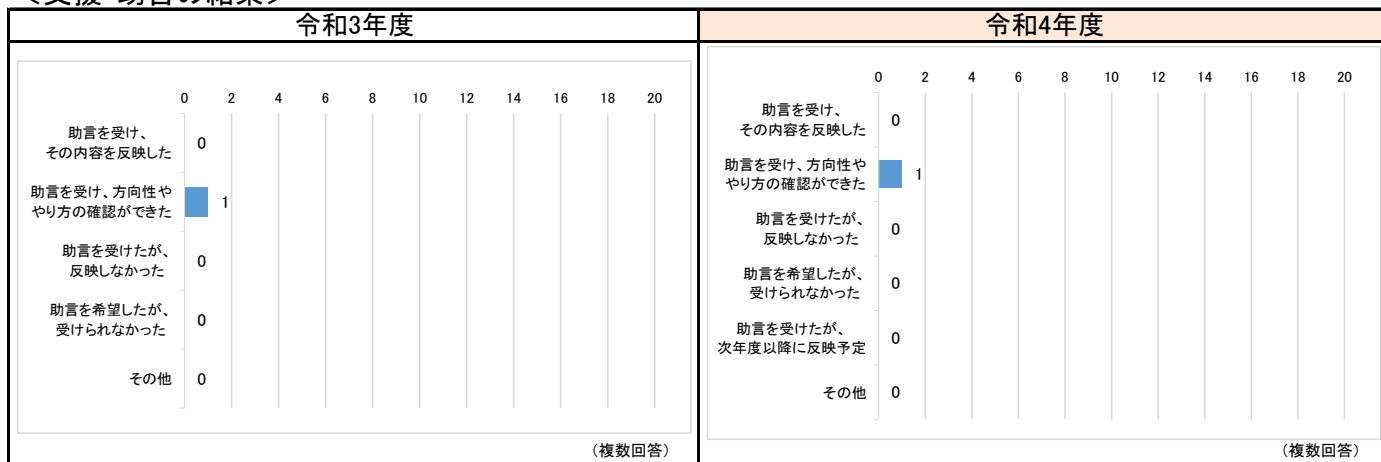 ＜支援・助言の結果＞
令和3年度
0 2 4 6 8 10 12 14 16 18 20
助言を受け、
その内容を反映した 0
助言を受け、方向性や
やり方の確認ができた 1
助言を受けたが、
反映しなかった 0
助言を希望したが、
受けられなかった 0
その他 0
（複数回答）
令和4年度
0 2 4 6 8 10 12 14 16 18 20
助言を受け、
その内容を反映した 0
助言を受け、方向性や
やり方の確認ができた 1
助言を受けたが、
反映しなかった 0
助言を希望したが、
受けられなかった 0
助言を受けたが、
次年度以降に反映予定 0
その他 0
（複数回答）